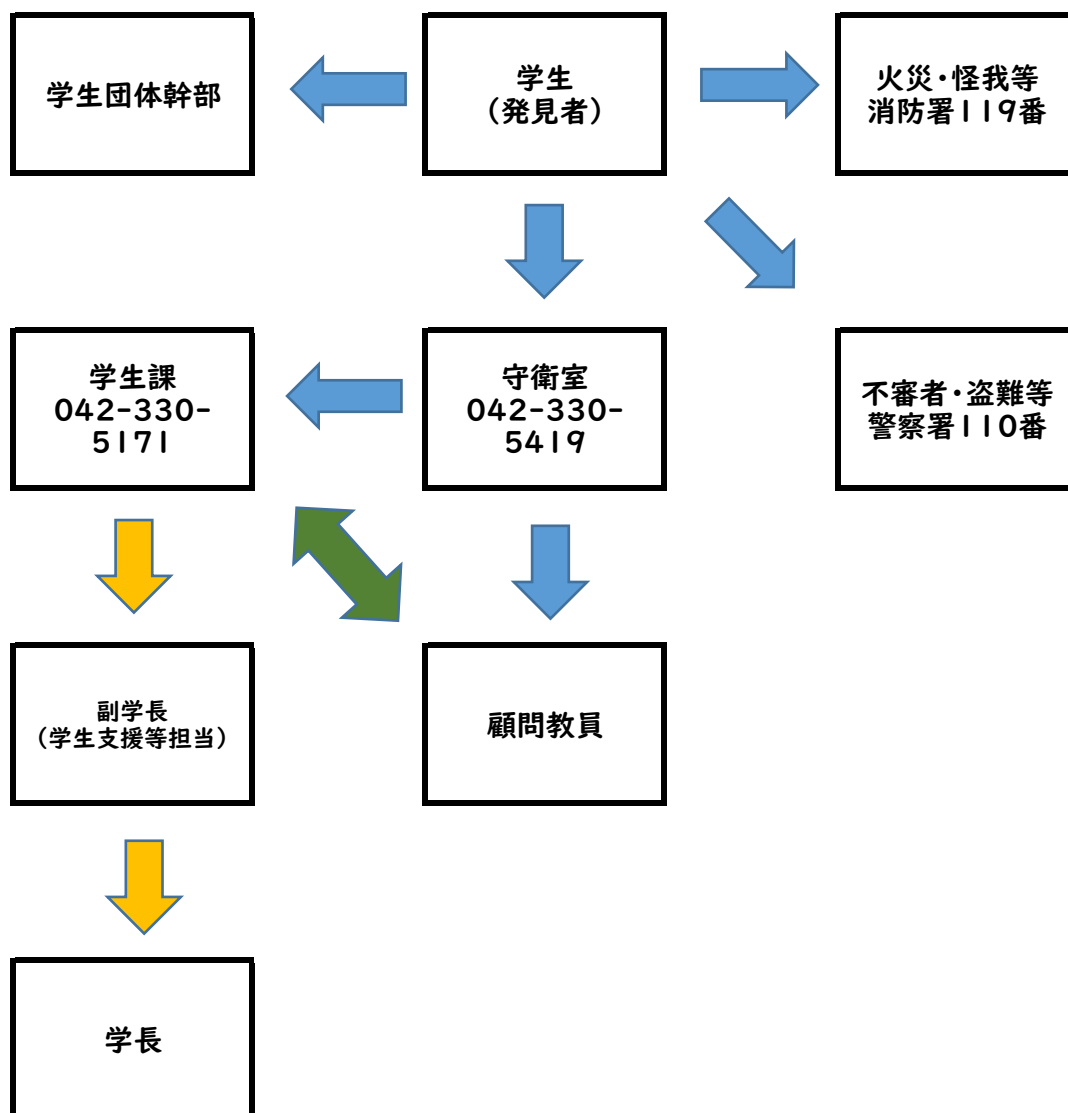 学生団体幹部
学生
(発見者)
火災・怪我等
消防署119番
学生課
042-330-
5171
守衛室
042-330-
5419
不審者・盗難等
警察署110番
副学長
(学生支援等担当)
顧問教員
学長